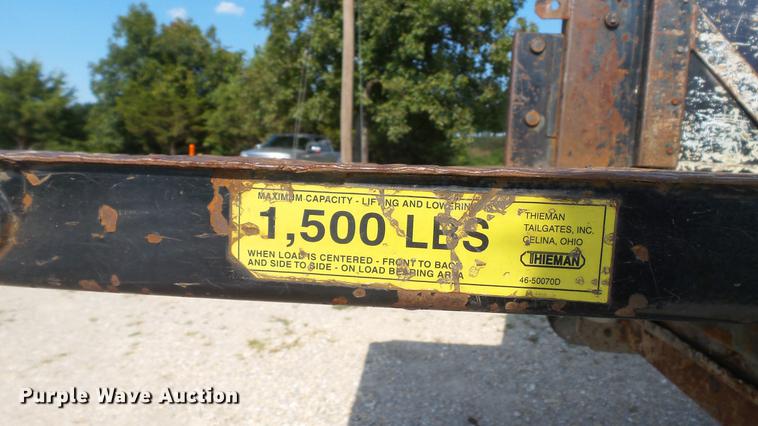 MAXIMUM CAPACITY - LIFTING AND LOWERING
1,500 LBS
WHEN LOAD IS CENTERED - FRONT TO BACK
AND SIDE TO SIDE - ON LOAD BEARING AREA
THIEMAN
TAILGATES, INC.
CELINA, OHIO
THIEMAN
46-50070D
Purple Wave Auction